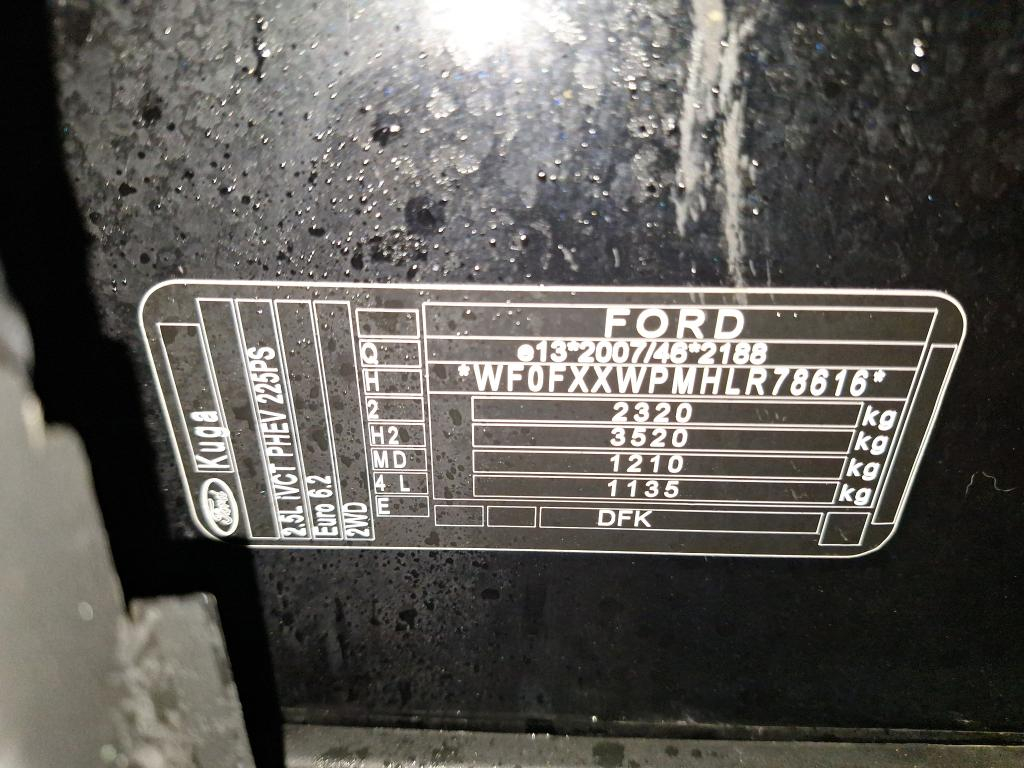 FORD
e13*2007/46*2188
*WF0FXXWPMHLR78616*
2320 kg
3520 kg
1210 kg
1135 kg
DFK
Q
H
2
H2
MD
4 L
E
Ford
Kuga
2.5L iVCT PHEV 225PS
Euro 6.2
2WD